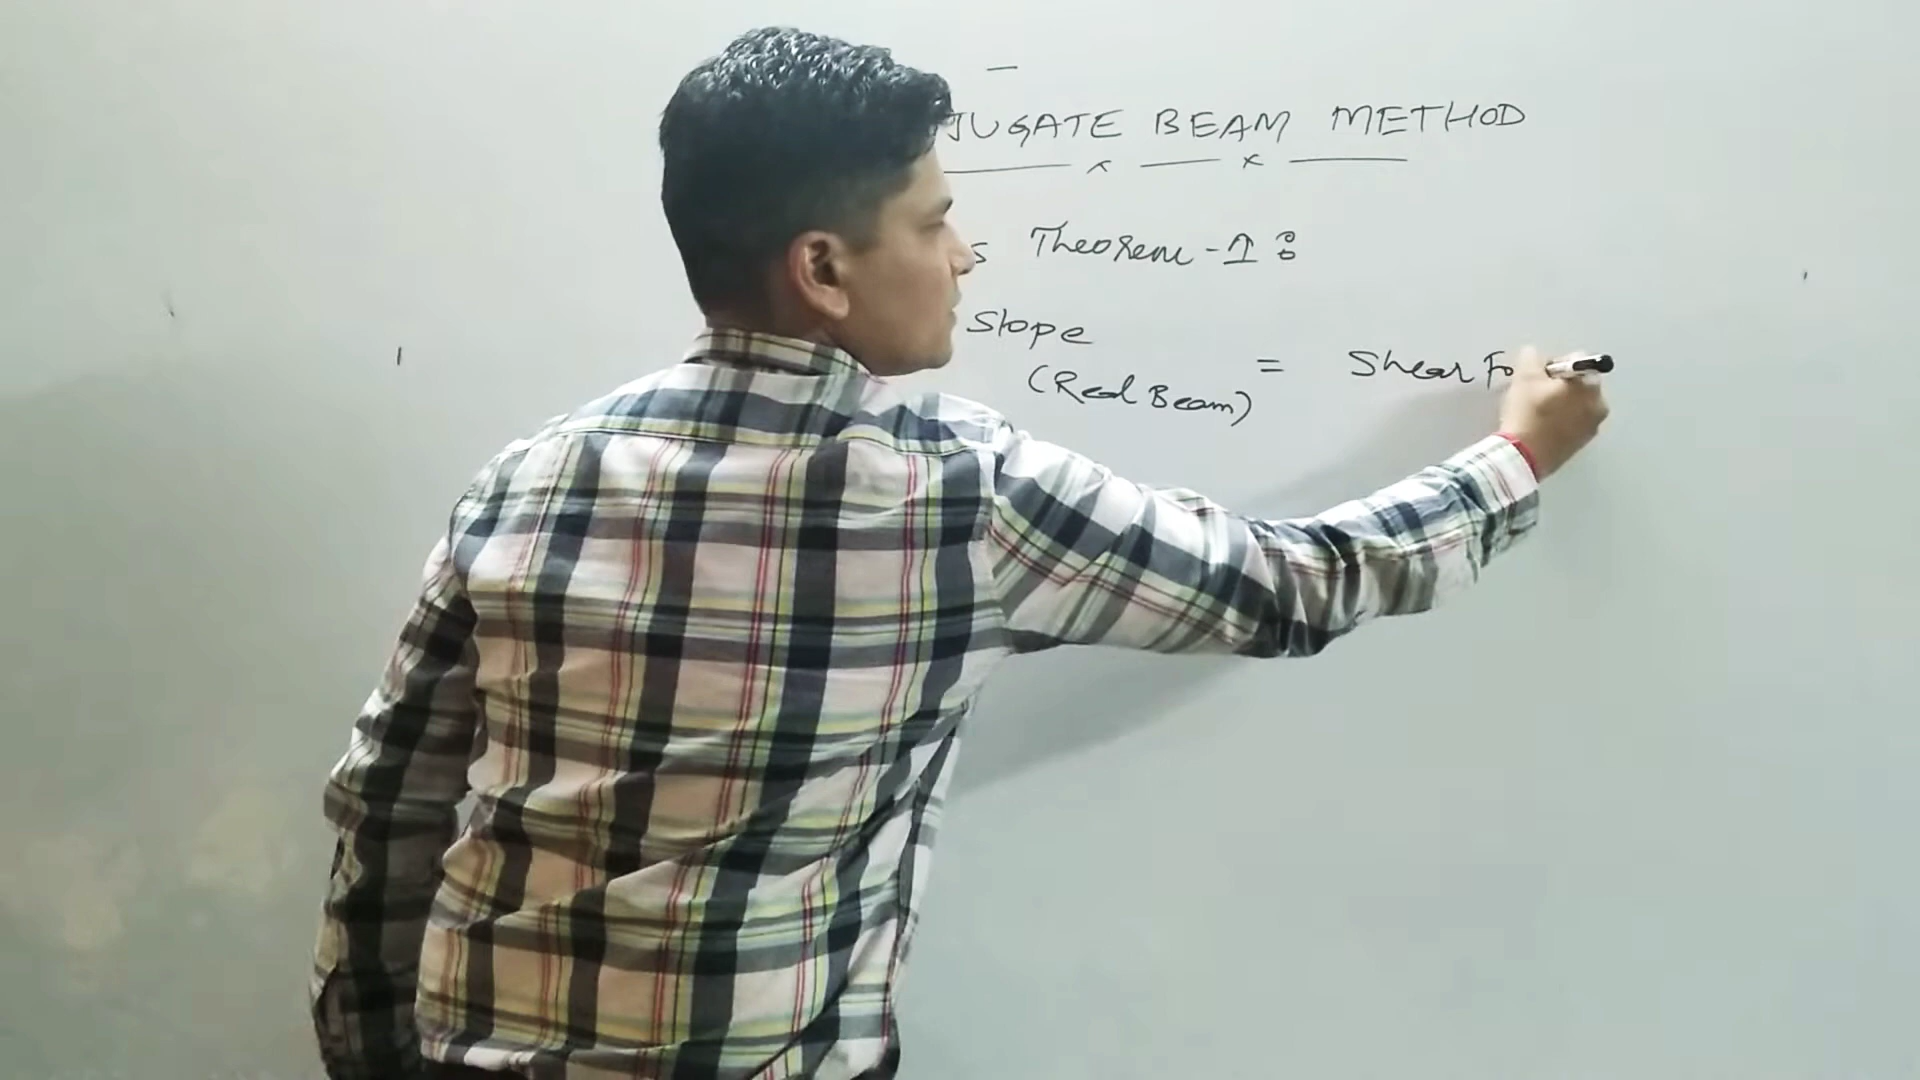 JUGATE BEAM METHOD
s Theorem - I :
Slope
(Real Beam) = Shear Fo